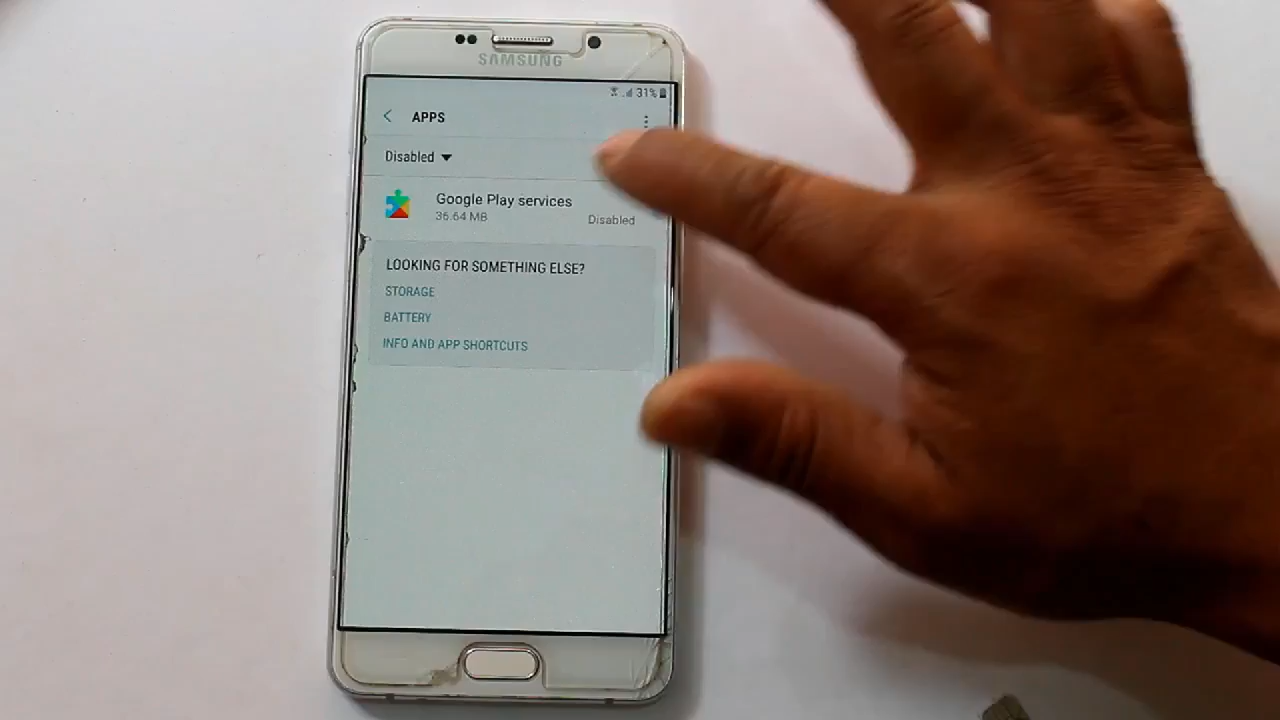 SAMSUNG
31%
APPS
Disabled
Google Play services
36.64 MB
Disabled
LOOKING FOR SOMETHING ELSE?
STORAGE
BATTERY
INFO AND APP SHORTCUTS